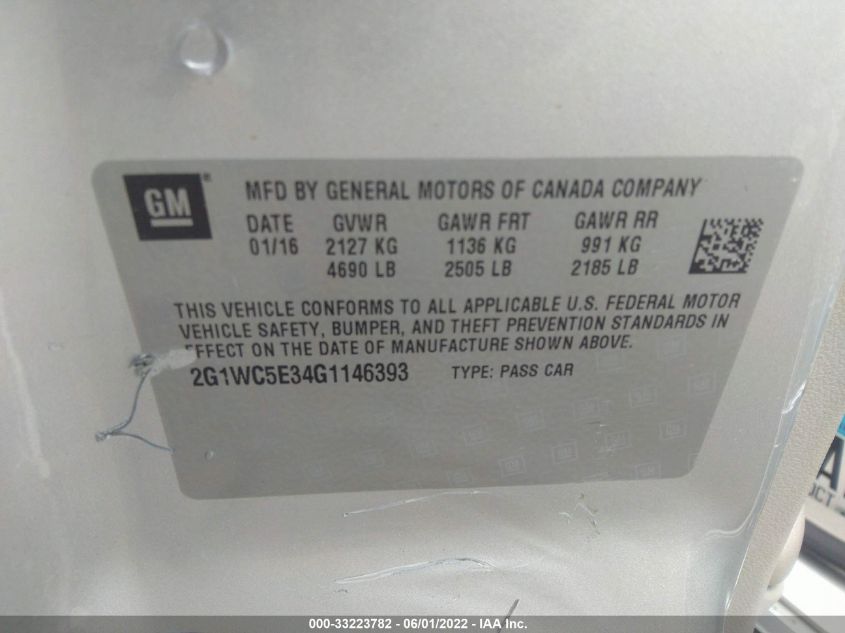 GM ® MFD BY GENERAL MOTORS OF CANADA COMPANY
DATE GVWR GAWR FRT GAWR RR
01/16 2127 KG 1136 KG 991 KG
4690 LB 2505 LB 2185 LB
THIS VEHICLE CONFORMS TO ALL APPLICABLE U.S. FEDERAL MOTOR
VEHICLE SAFETY, BUMPER, AND THEFT PREVENTION STANDARDS IN
EFFECT ON THE DATE OF MANUFACTURE SHOWN ABOVE.
2G1WC5E34G1146393 TYPE: PASS CAR
000-33223782 - 06/01/2022 - IAA Inc.